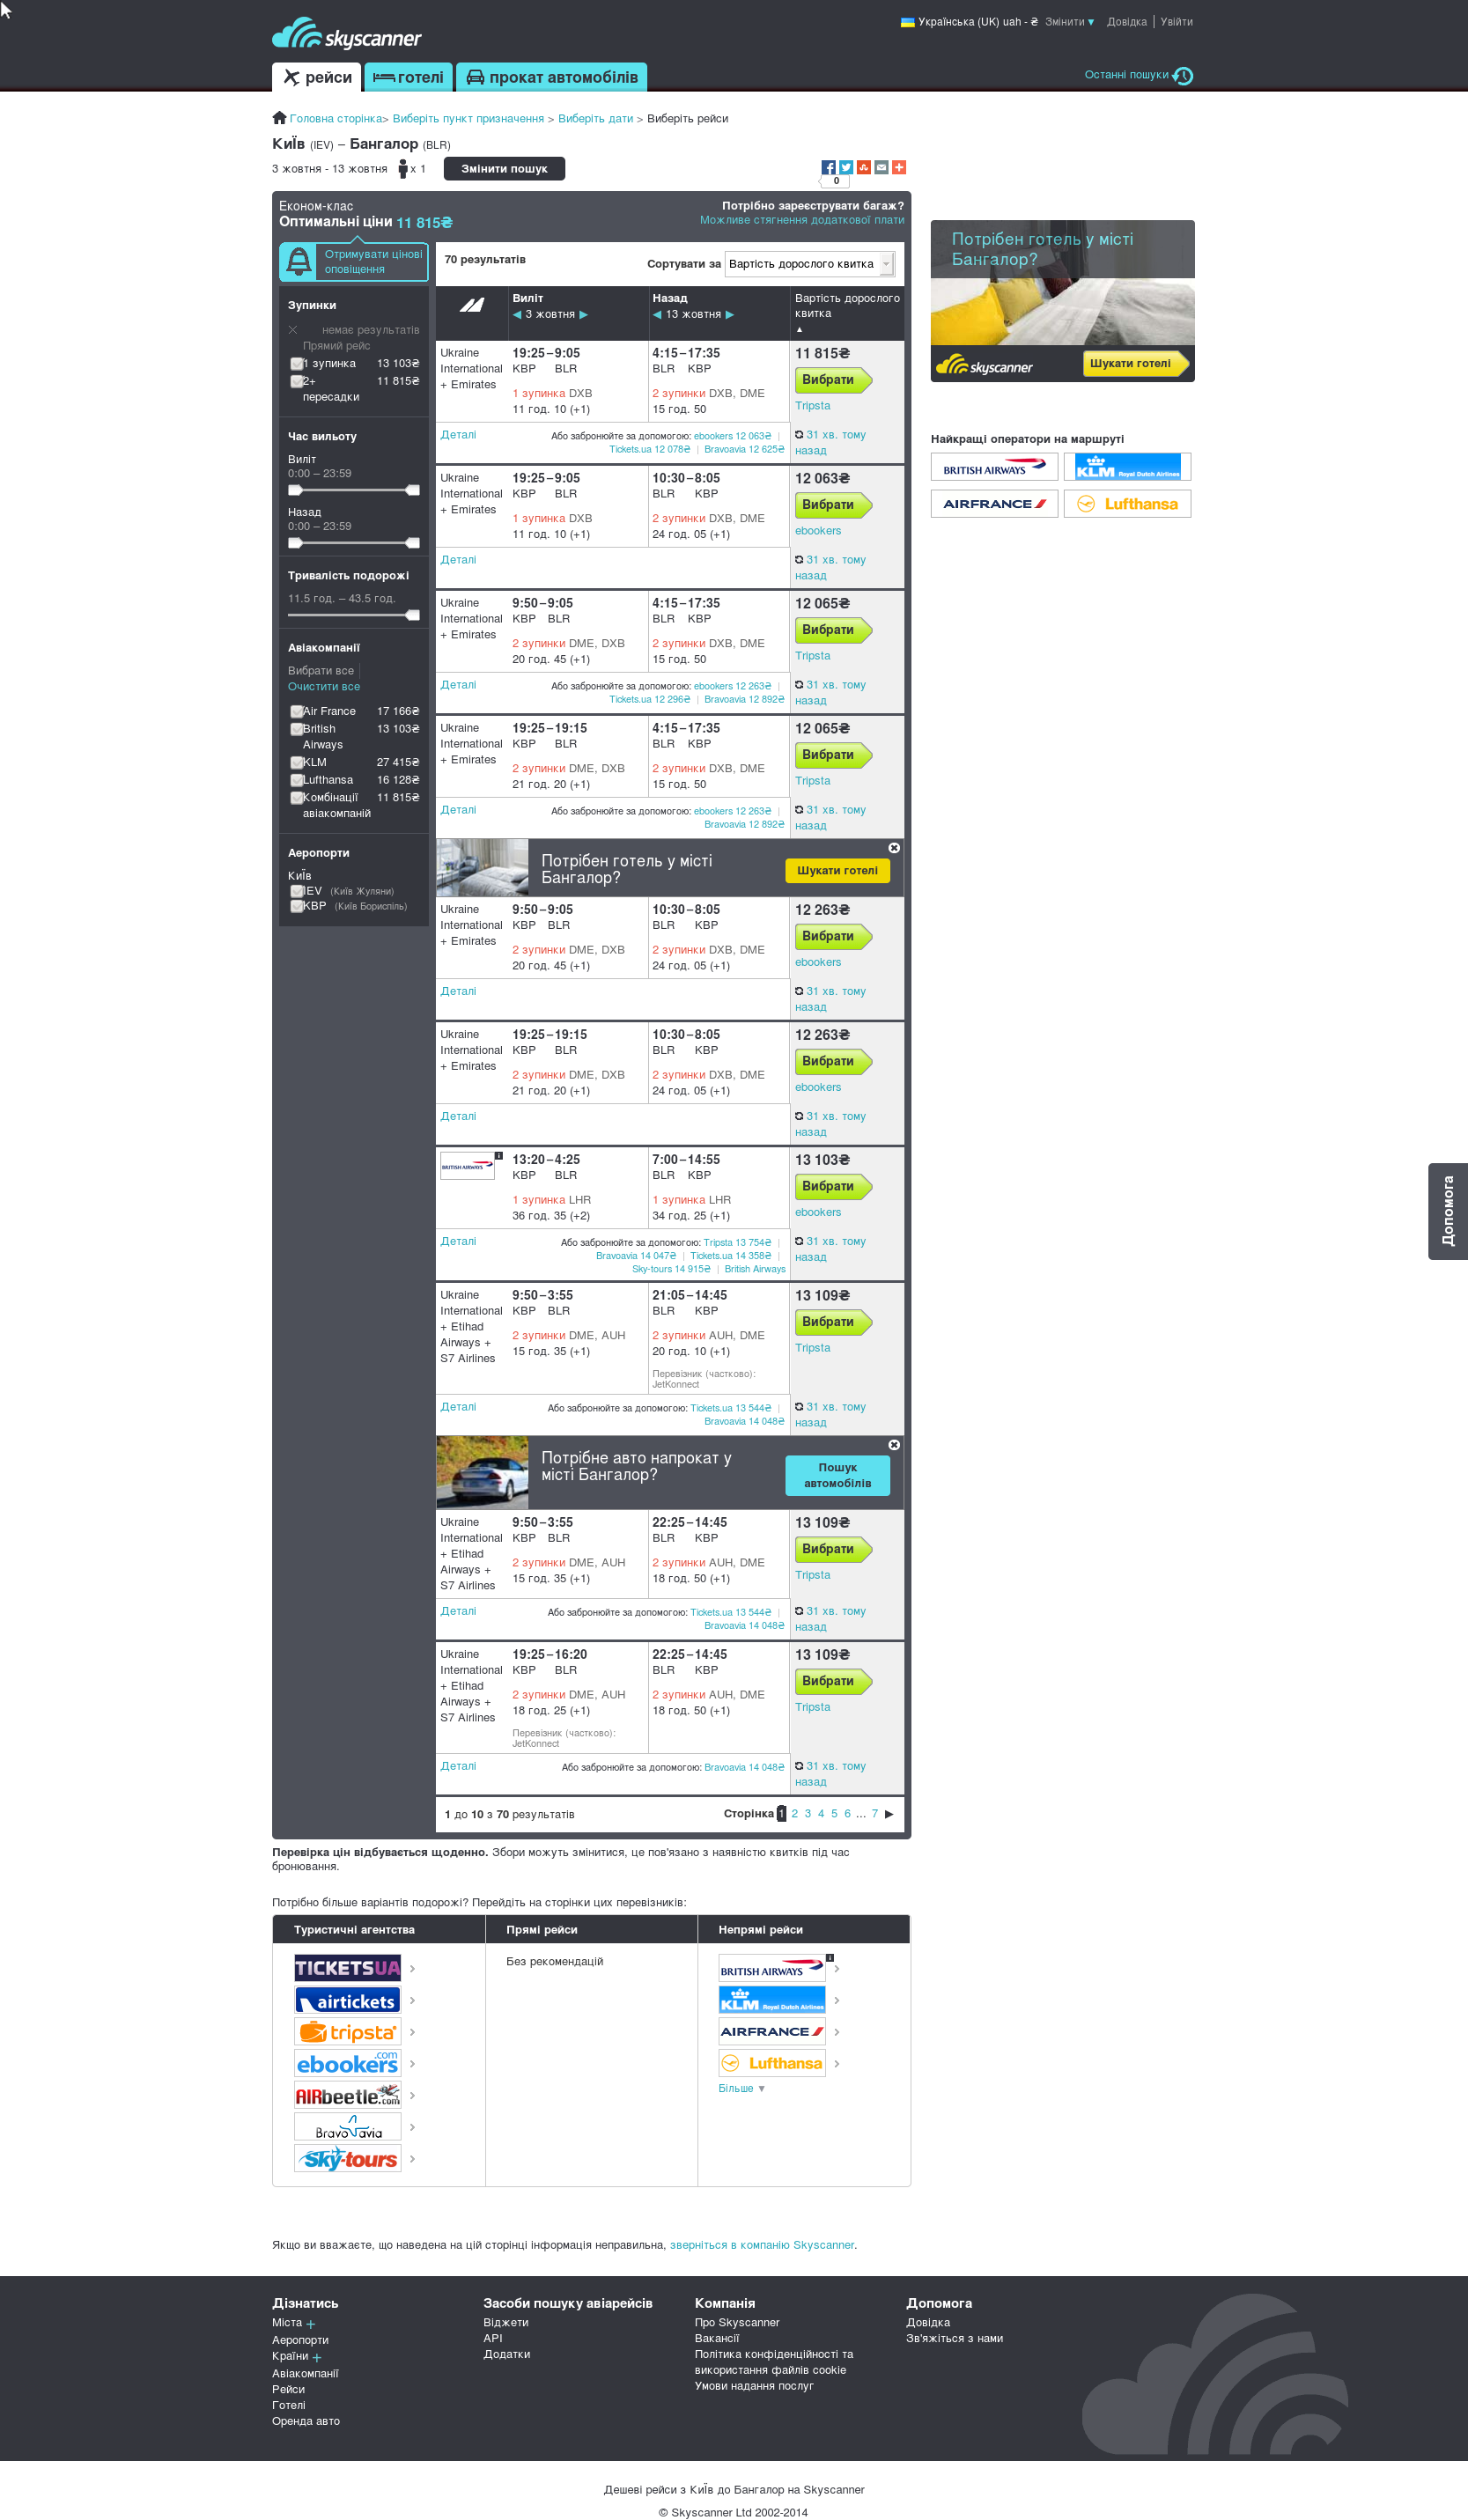 skyscanner
Українська (UK) uah - ₴ Змінити ▼ Довідка | Увійти
рейси готелі прокат автомобілів
Останні пошуки
Головна сторінка> Виберіть пункт призначення > Виберіть дати > Виберіть рейси
КиЇв (IEV) – Бангалор (BLR)
3 жовтня - 13 жовтня x 1 Змінити пошук
0
Економ-клас
Оптимальні ціни 11 815₴
Потрібно зареєструвати багаж?
Можливе стягнення додаткової плати
Отримувати цінові
оповіщення
Зупинки
немає результатів
Прямий рейс
1 зупинка 13 103₴
2+ 11 815₴
пересадки
Час вильоту
Виліт
0:00 – 23:59
Назад
0:00 – 23:59
Тривалість подорожі
11.5 год. – 43.5 год.
Авіакомпанії
Вибрати все
Очистити все
Air France 17 166₴
British 13 103₴
Airways
KLM 27 415₴
Lufthansa 16 128₴
Комбінації 11 815₴
авіакомпаній
Аеропорти
КиЇв
IEV (Київ Жуляни)
KBP (Київ Бориспіль)
70 результатів
Сортувати за Вартість дорослого квитка
Виліт
◀ 3 жовтня ▶
Назад
◀ 13 жовтня ▶
Вартість дорослого
квитка
▲
Ukraine
International
+ Emirates
19:25 – 9:05
KBP BLR
1 зупинка DXB
11 год. 10 (+1)
4:15 – 17:35
BLR KBP
2 зупинки DXB, DME
15 год. 50
11 815₴
Вибрати
Tripsta
Деталі
Або забронюйте за допомогою: ebookers 12 063₴ |
Tickets.ua 12 078₴ | Bravoavia 12 625₴
31 хв. тому
назад
Ukraine
International
+ Emirates
19:25 – 9:05
KBP BLR
1 зупинка DXB
11 год. 10 (+1)
10:30 – 8:05
BLR KBP
2 зупинки DXB, DME
24 год. 05 (+1)
12 063₴
Вибрати
ebookers
Деталі
31 хв. тому
назад
Ukraine
International
+ Emirates
9:50 – 9:05
KBP BLR
2 зупинки DME, DXB
20 год. 45 (+1)
4:15 – 17:35
BLR KBP
2 зупинки DXB, DME
15 год. 50
12 065₴
Вибрати
Tripsta
Деталі
Або забронюйте за допомогою: ebookers 12 263₴ |
Tickets.ua 12 296₴ | Bravoavia 12 892₴
31 хв. тому
назад
Ukraine
International
+ Emirates
19:25 – 19:15
KBP BLR
2 зупинки DME, DXB
21 год. 20 (+1)
4:15 – 17:35
BLR KBP
2 зупинки DXB, DME
15 год. 50
12 065₴
Вибрати
Tripsta
Деталі
Або забронюйте за допомогою: ebookers 12 263₴ |
Bravoavia 12 892₴
31 хв. тому
назад
Потрібен готель у місті
Бангалор?
Шукати готелі
Ukraine
International
+ Emirates
9:50 – 9:05
KBP BLR
2 зупинки DME, DXB
20 год. 45 (+1)
10:30 – 8:05
BLR KBP
2 зупинки DXB, DME
24 год. 05 (+1)
12 263₴
Вибрати
ebookers
Деталі
31 хв. тому
назад
Ukraine
International
+ Emirates
19:25 – 19:15
KBP BLR
2 зупинки DME, DXB
21 год. 20 (+1)
10:30 – 8:05
BLR KBP
2 зупинки DXB, DME
24 год. 05 (+1)
12 263₴
Вибрати
ebookers
Деталі
31 хв. тому
назад
BRITISH AIRWAYS
13:20 – 4:25
KBP BLR
1 зупинка LHR
36 год. 35 (+2)
7:00 – 14:55
BLR KBP
1 зупинка LHR
34 год. 25 (+1)
13 103₴
Вибрати
ebookers
Деталі
Або забронюйте за допомогою: Tripsta 13 754₴ |
Bravoavia 14 047₴ | Tickets.ua 14 358₴ |
Sky-tours 14 915₴ | British Airways
31 хв. тому
назад
Ukraine
International
+ Etihad
Airways +
S7 Airlines
9:50 – 3:55
KBP BLR
2 зупинки DME, AUH
15 год. 35 (+1)
21:05 – 14:45
BLR KBP
2 зупинки AUH, DME
20 год. 10 (+1)
Перевізник (частково):
JetKonnect
13 109₴
Вибрати
Tripsta
Деталі
Або забронюйте за допомогою: Tickets.ua 13 544₴ |
Bravoavia 14 048₴
31 хв. тому
назад
Потрібне авто напрокат у
місті Бангалор?
Пошук
автомобілів
Ukraine
International
+ Etihad
Airways +
S7 Airlines
9:50 – 3:55
KBP BLR
2 зупинки DME, AUH
15 год. 35 (+1)
22:25 – 14:45
BLR KBP
2 зупинки AUH, DME
18 год. 50 (+1)
13 109₴
Вибрати
Tripsta
Деталі
Або забронюйте за допомогою: Tickets.ua 13 544₴ |
Bravoavia 14 048₴
31 хв. тому
назад
Ukraine
International
+ Etihad
Airways +
S7 Airlines
19:25 – 16:20
KBP BLR
2 зупинки DME, AUH
18 год. 25 (+1)
Перевізник (частково):
JetKonnect
22:25 – 14:45
BLR KBP
2 зупинки AUH, DME
18 год. 50 (+1)
13 109₴
Вибрати
Tripsta
Деталі
Або забронюйте за допомогою: Bravoavia 14 048₴
31 хв. тому
назад
1 до 10 з 70 результатів
Сторінка 1 2 3 4 5 6 ... 7 ▶
Потрібен готель у місті
Бангалор?
skyscanner Шукати готелі
Найкращі оператори на маршруті
BRITISH AIRWAYS KLM Royal Dutch Airlines
AIRFRANCE Lufthansa
Допомога
Перевірка цін відбувається щоденно. Збори можуть змінитися, це пов'язано з наявністю квитків під час
бронювання.
Потрібно більше варіантів подорожі? Перейдіть на сторінки цих перевізників:
Туристичні агентства Прямі рейси Непрямі рейси
TICKETSUA
airtickets
tripsta
ebookers.com
AIRbeetle.com
Bravo avia
Sky-tours
Без рекомендацій
BRITISH AIRWAYS
KLM Royal Dutch Airlines
AIRFRANCE
Lufthansa
Більше ▼
Якщо ви вважаєте, що наведена на цій сторінці інформація неправильна, зверніться в компанію Skyscanner.
Дізнатись
Міста +
Аеропорти
Країни +
Авіакомпанії
Рейси
Готелі
Оренда авто
Засоби пошуку авіарейсів
Віджети
API
Додатки
Компанія
Про Skyscanner
Вакансії
Політика конфіденційності та
використання файлів cookie
Умови надання послуг
Допомога
Довідка
Зв'яжіться з нами
Дешеві рейси з КиЇв до Бангалор на Skyscanner
© Skyscanner Ltd 2002-2014